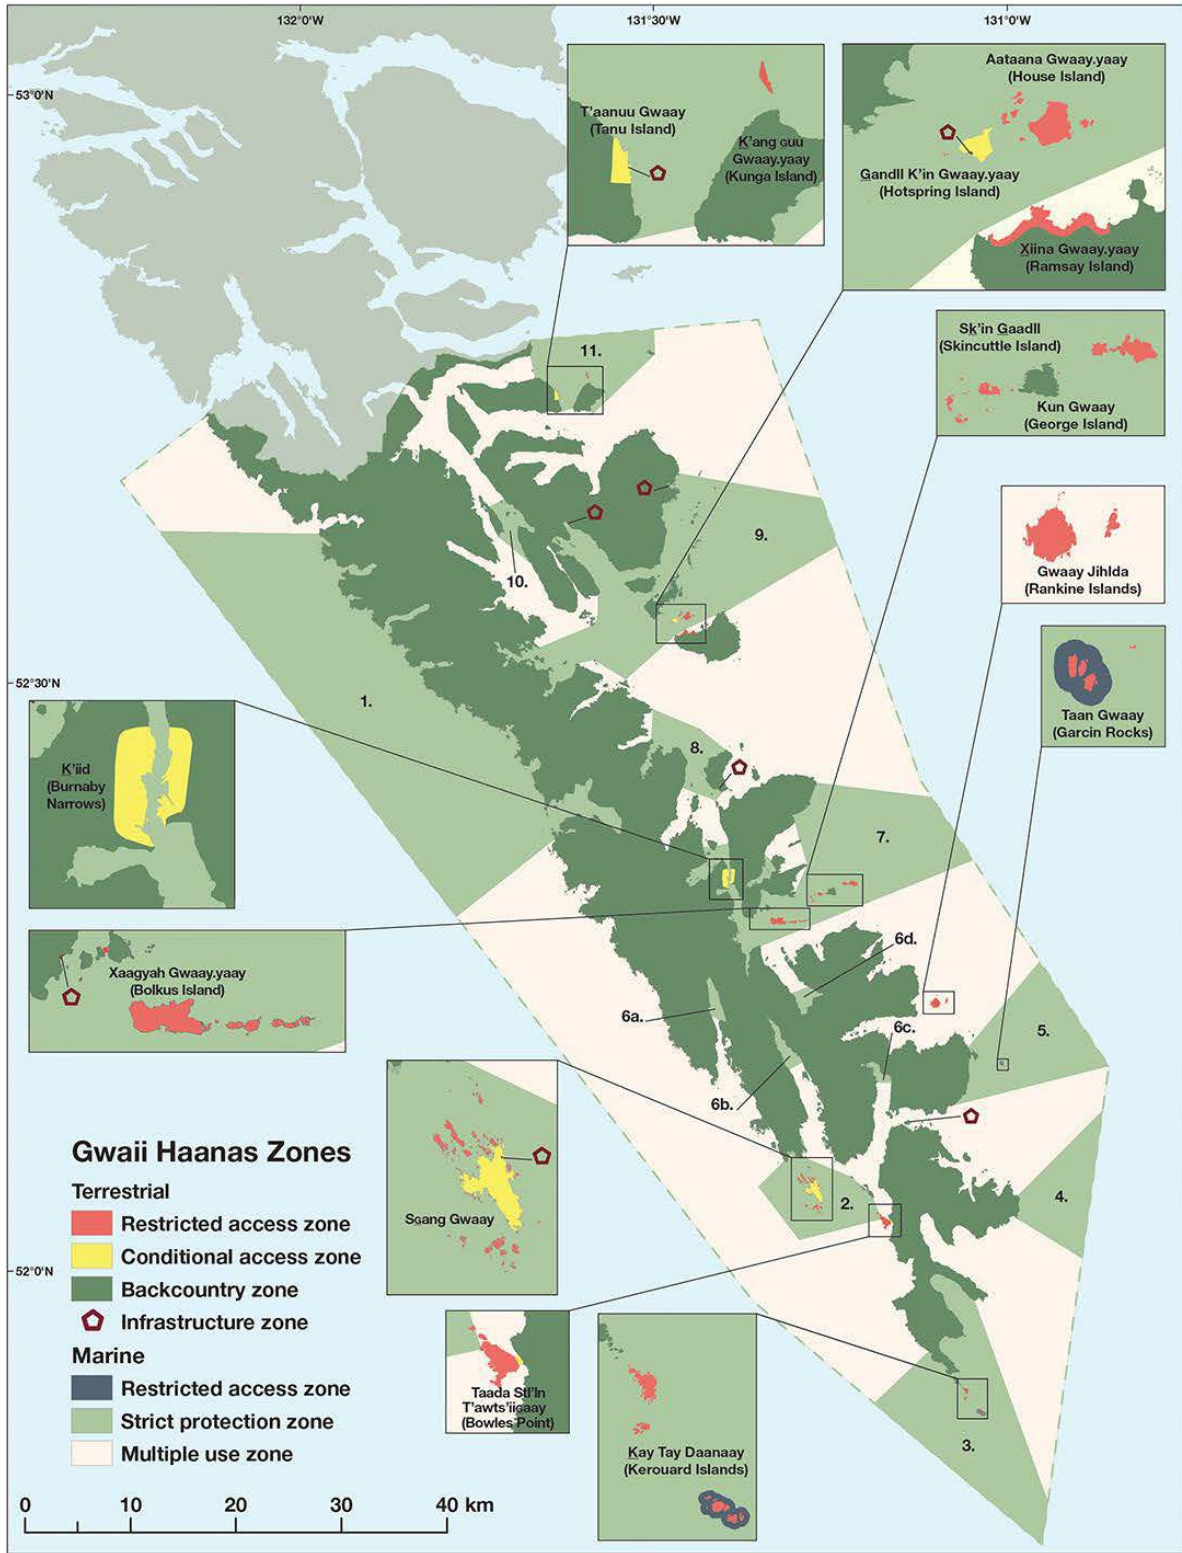 132°0'W
131°30'W
131°0'W
53°0'N
52°30'N
52°0'N
T'aanuu Gwaay
(Tanu Island)
K'ang ɢuu
Gwaay.yaay
(Kunga Island)
Aataana Gwaay.yaay
(House Island)
Gandll K'in Gwaay.yaay
(Hotspring Island)
Xiina Gwaay.yaay
(Ramsay Island)
Sk'in Gaadll
(Skincuttle Island)
Kun Gwaay
(George Island)
Gwaay Jihlda
(Rankine Islands)
Taan Gwaay
(Garcin Rocks)
K'iid
(Burnaby
Narrows)
Xaagyah Gwaay.yaay
(Bolkus Island)
Sɢang Gwaay
Taada Stl'ln
T'awts'iiɢaay
(Bowles Point)
Kay Tay Daanaay
(Kerouard Islands)
11.
9.
10.
1.
8.
7.
6d.
6a.
6c.
5.
6b.
4.
2.
3.
Gwaii Haanas Zones
Terrestrial
Restricted access zone
Conditional access zone
Backcountry zone
Infrastructure zone
Marine
Restricted access zone
Strict protection zone
Multiple use zone
0 10 20 30 40 km